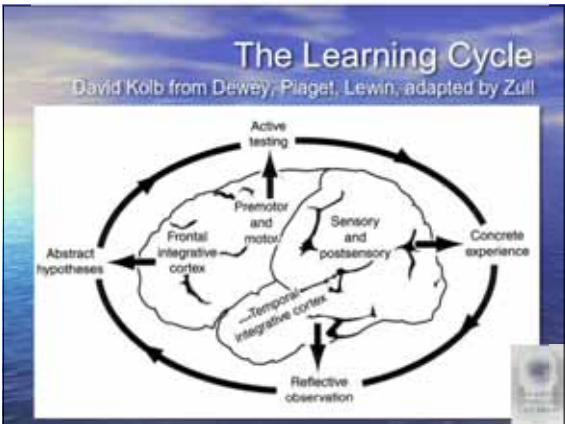 The Learning Cycle
David Kolb from Dewey, Piaget, Lewin, adapted by Zull
Active
testing
Premotor
and
motor
Sensory
and
postsensory
Frontal
integrative
cortex
Abstract
hypotheses
Concrete
experience
Temporal
integrative cortex
Reflective
observation